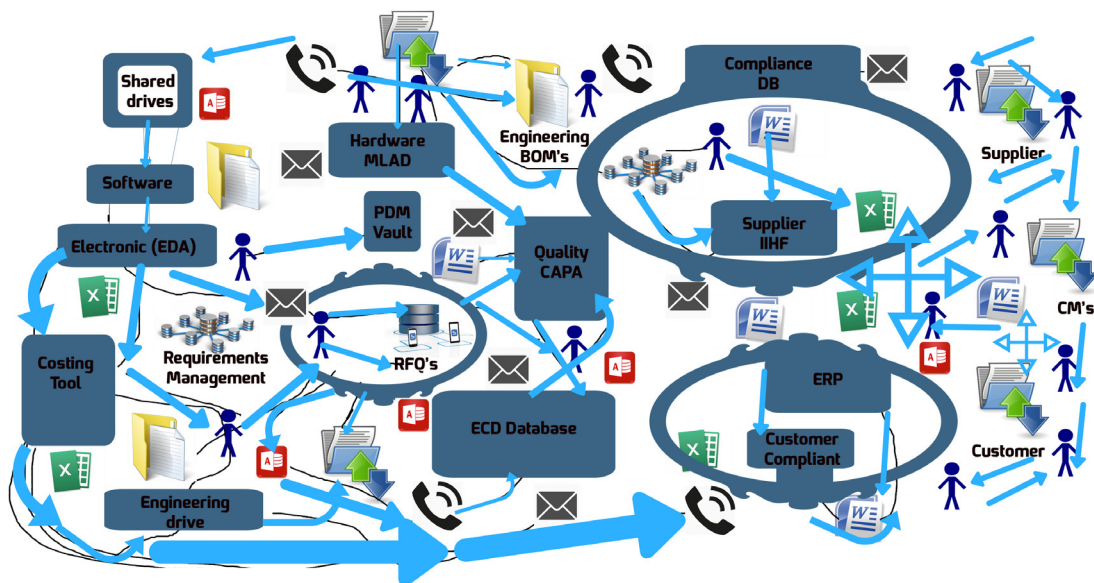 Shared
drives
Software
Electronic (EDA)
Costing
Tool
Engineering
drive
Requirements
Management
Hardware
MLAD
PDM
Vault
Engineering
BOM's
Quality
CAPA
RFQ's
ECD Database
Compliance
DB
Supplier
IIHF
ERP
Customer
Compliant
Supplier
CM's
Customer
A
A
A
A
X
X
X
X
X
W
W
W
W
W